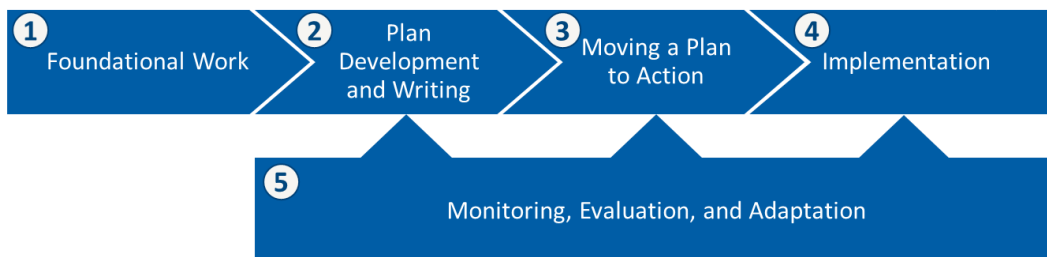 1
Foundational Work
2
Plan
Development
and Writing
3
Moving a Plan
to Action
4
Implementation
5
Monitoring, Evaluation, and Adaptation